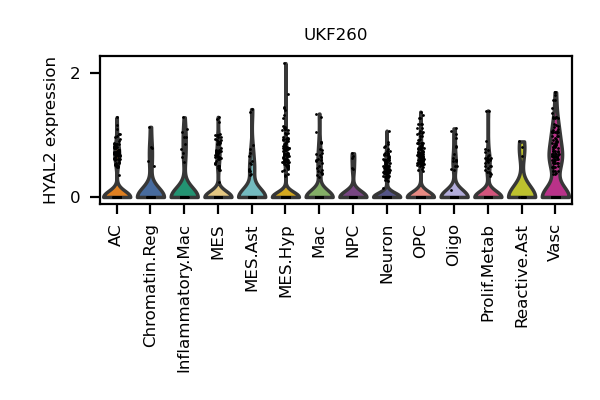 UKF260
HYAL2 expression
2
0
AC
Chromatin.Reg
Inflammatory.Mac
MES
MES.Ast
MES.Hyp
Mac
NPC
Neuron
OPC
Oligo
Prolif.Metab
Reactive.Ast
Vasc